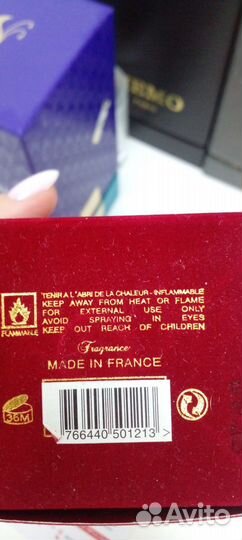 TENIR A L'ABRI DE LA CHALEUR - INFLAMMABLE
KEEP AWAY FROM HEAT OR FLAME
FOR EXTERNAL USE ONLY
AVOID SPRAYING IN EYES
KEEP OUT REACH OF CHILDREN
FLAMMABLE
Fragrance
MADE IN FRANCE
36M
766440 501213 >
Avito